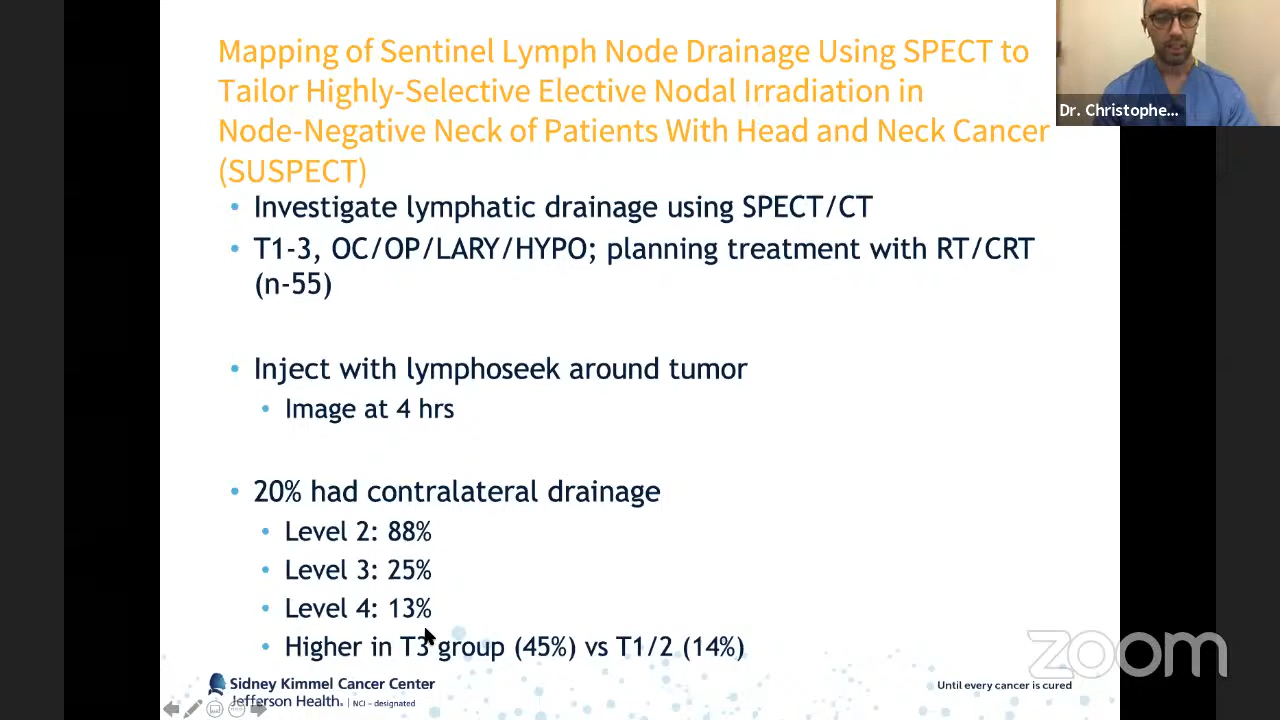 Mapping of Sentinel Lymph Node Drainage Using SPECT to
Tailor Highly-Selective Elective Nodal Irradiation in
Node-Negative Neck of Patients With Head and Neck Cancer
(SUSPECT)
Dr. Christophe...
• Investigate lymphatic drainage using SPECT/CT
• T1-3, OC/OP/LARY/HYPO; planning treatment with RT/CRT
(n-55)
• Inject with lymphoseek around tumor
• Image at 4 hrs
• 20% had contralateral drainage
• Level 2: 88%
• Level 3: 25%
• Level 4: 13%
• Higher in T3 group (45%) vs T1/2 (14%)
zoom
Sidney Kimmel Cancer Center
Jefferson Health. | NCI – designated
Until every cancer is cured